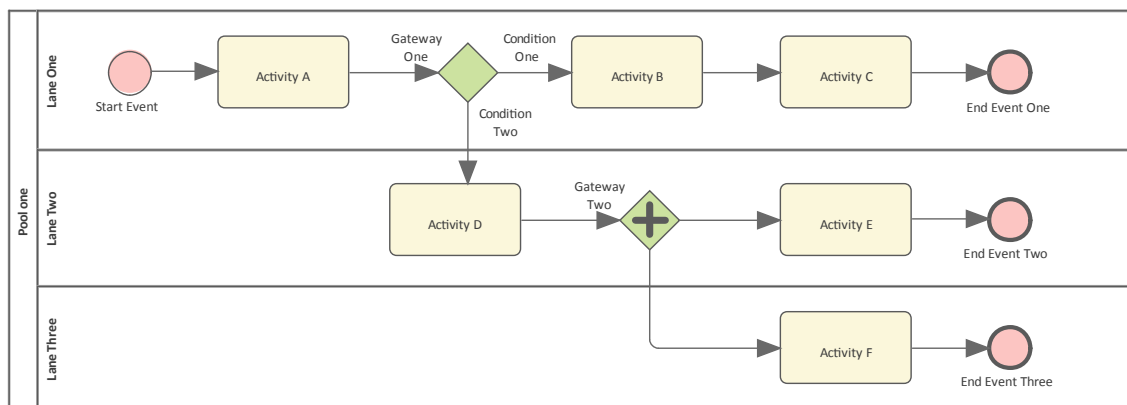 Pool one
Lane One
Start Event
Activity A
Gateway
One
Condition
One
Condition
Two
Activity B
Activity C
End Event One
Lane Two
Activity D
Gateway
Two
Activity E
End Event Two
Lane Three
Activity F
End Event Three